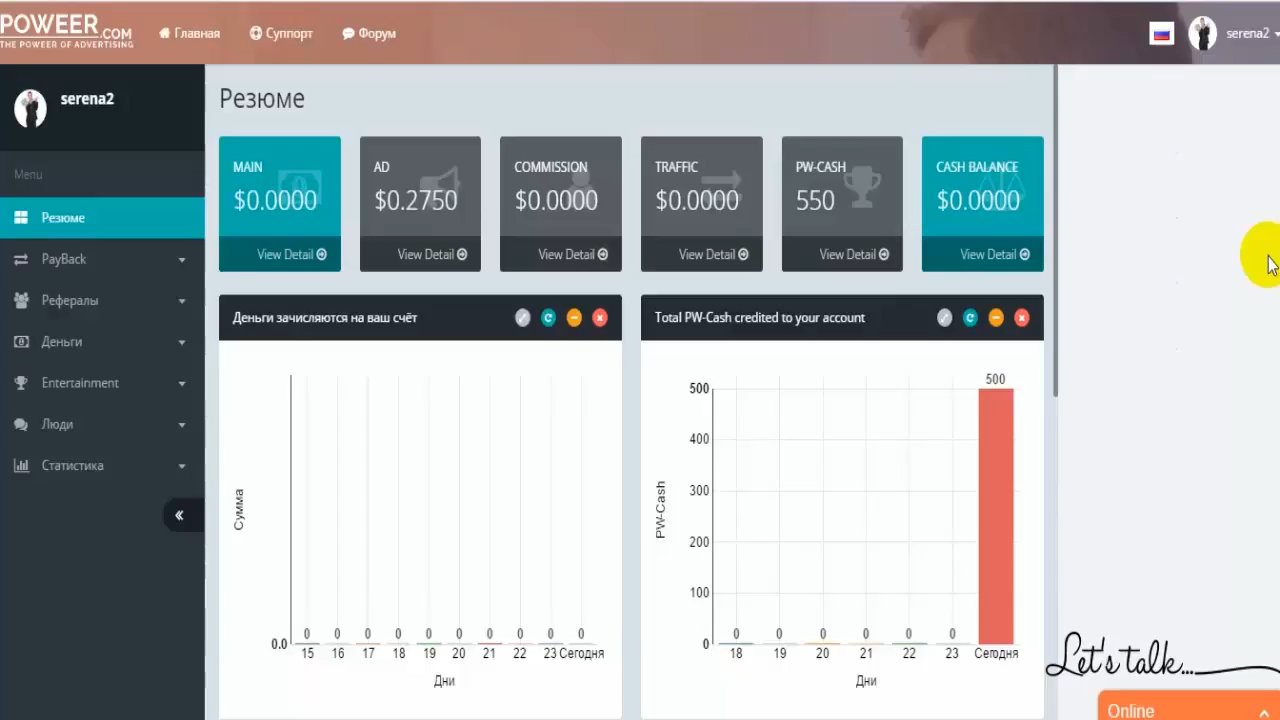 POWEER.COM
THE POWEER OF ADVERTISING
Главная
Суппорт
Форум
serena2
serena2
Menu
Резюме
PayBack
Рефералы
Деньги
Entertainment
Люди
Статистика
Резюме
MAIN
$0.0000
View Detail
AD
$0.2750
View Detail
COMMISSION
$0.0000
View Detail
TRAFFIC
$0.0000
View Detail
PW-CASH
550
View Detail
CASH BALANCE
$0.0000
View Detail
Деньги зачисляются на ваш счёт
Сумма
0.0
0 0 0 0 0 0 0 0 0 0
15 16 17 18 19 20 21 22 23 Сегодня
Дни
Total PW-Cash credited to your account
PW-Cash
500
400
300
200
100
0
0 0 0 0 0 0 500
18 19 20 21 22 23 Сегодня
Дни
Let's talk...
Online